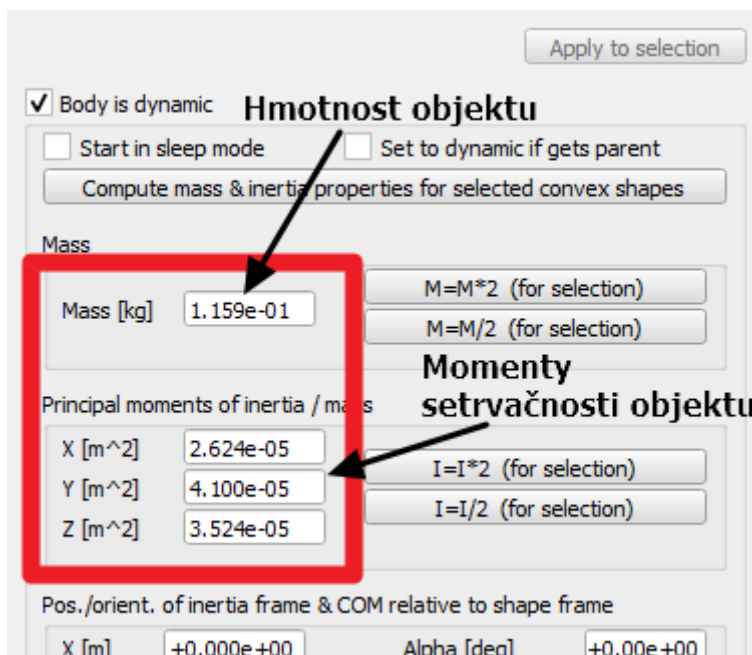 Apply to selection
Body is dynamic
Hmotnost objektu
Start in sleep mode
Set to dynamic if gets parent
Compute mass & inertia properties for selected convex shapes
Mass
Mass [kg]
1.159e-01
M=M*2 (for selection)
M=M/2 (for selection)
Momenty
setrvačnosti objektu
Principal moments of inertia / mass
X [m^2]
2.624e-05
Y [m^2]
4.100e-05
Z [m^2]
3.524e-05
I=I*2 (for selection)
I=I/2 (for selection)
Pos./orient. of inertia frame & COM relative to shape frame
X [m]
+0.000e+00
Alpha [deg]
+0.00e+00